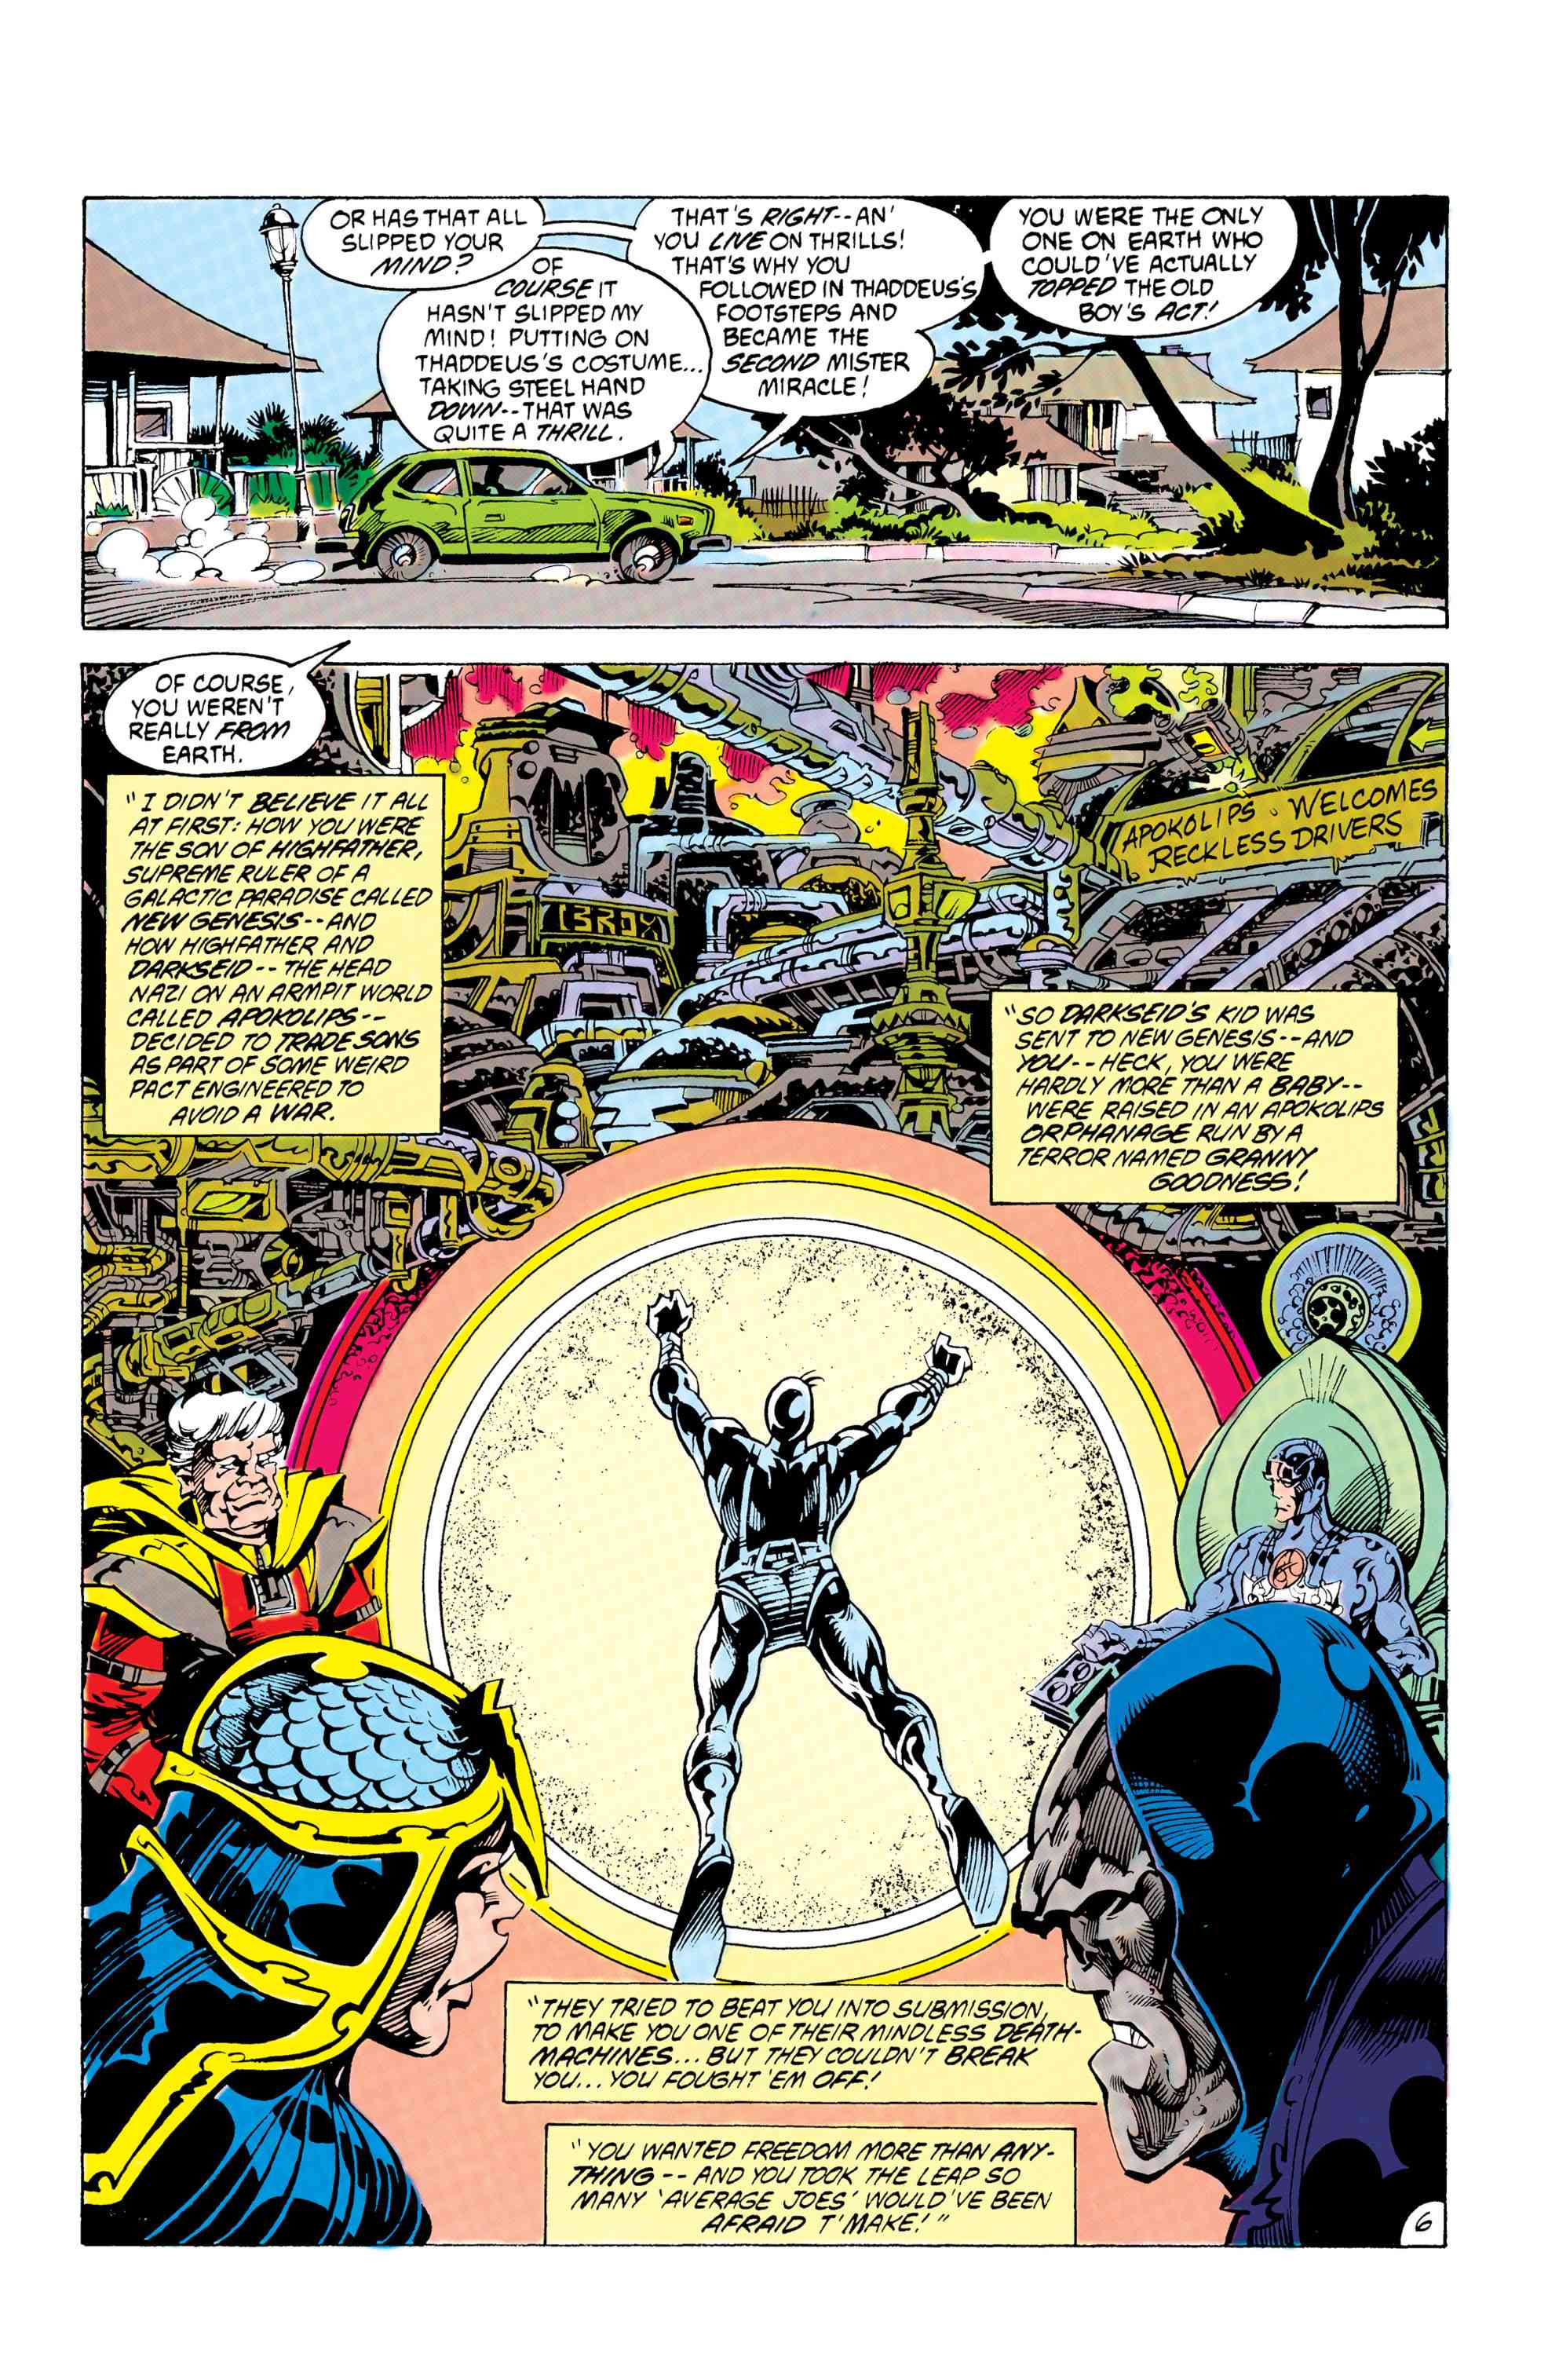 OR HAS THAT ALL
SLIPPED YOUR
MIND?
OF
COURSE IT
HASN'T SLIPPED MY
MIND! PUTTING ON
THADDEUS'S COSTUME...
TAKING STEEL HAND
DOWN--THAT WAS
QUITE A THRILL.
THAT'S RIGHT--AN'
YOU LIVE ON THRILLS!
THAT'S WHY YOU
FOLLOWED IN THADDEUS'S
FOOTSTEPS AND
BECAME THE
SECOND MISTER
MIRACLE!
YOU WERE THE ONLY
ONE ON EARTH WHO
COULD'VE ACTUALLY
TOPPED THE OLD
BOY'S ACT!
OF COURSE,
YOU WEREN'T
REALLY FROM
EARTH.
"I DIDN'T BELIEVE IT ALL
AT FIRST: HOW YOU WERE
THE SON OF HIGHFATHER,
SUPREME RULER OF A
GALACTIC PARADISE CALLED
NEW GENESIS--AND
HOW HIGHFATHER AND
DARKSEID--THE HEAD
NAZI ON AN ARMPIT WORLD
CALLED APOKOLIPS--
DECIDED TO TRADE SONS
AS PART OF SOME WEIRD
PACT ENGINEERED TO
AVOID A WAR.
APOKOLIPS WELCOMES
RECKLESS DRIVERS
"SO DARKSEID'S KID WAS
SENT TO NEW GENESIS--AND
YOU--HECK, YOU WERE
HARDLY MORE THAN A BABY--
WERE RAISED IN AN APOKOLIPS
ORPHANAGE RUN BY A
TERROR NAMED GRANNY
GOODNESS!
"THEY TRIED TO BEAT YOU INTO SUBMISSION,
TO MAKE YOU ONE OF THEIR MINDLESS DEATH-
MACHINES... BUT THEY COULDN'T BREAK
YOU... YOU FOUGHT 'EM OFF!
"YOU WANTED FREEDOM MORE THAN ANY-
THING--AND YOU TOOK THE LEAP SO
MANY 'AVERAGE JOES' WOULD'VE BEEN
AFRAID T'MAKE!"
6